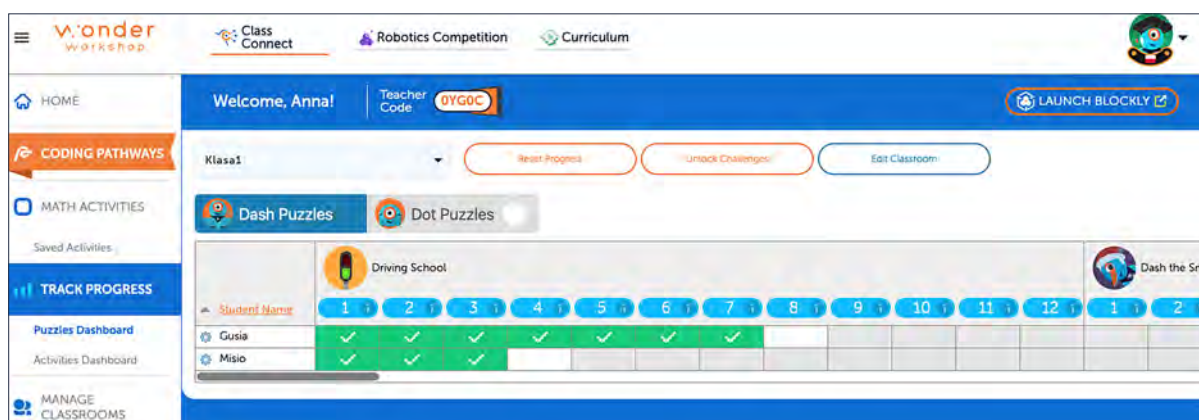 wonder
workshop
Class
Connect
Robotics Competition
Curriculum
HOME
Welcome, Anna!
Teacher
Code
0YG0C
LAUNCH BLOCKLY
CODING PATHWAYS
Klasa1
Reset Progress
Unlock Challenges
Edit Classroom
MATH ACTIVITIES
Dash Puzzles
Dot Puzzles
Saved Activities
Driving School
Dash the Sn
TRACK PROGRESS
Student Name
1 2 3 4 5 6 7 8 9 10 11 12 1 2
Puzzles Dashboard
Gusia
Activities Dashboard
Misio
MANAGE
CLASSROOMS